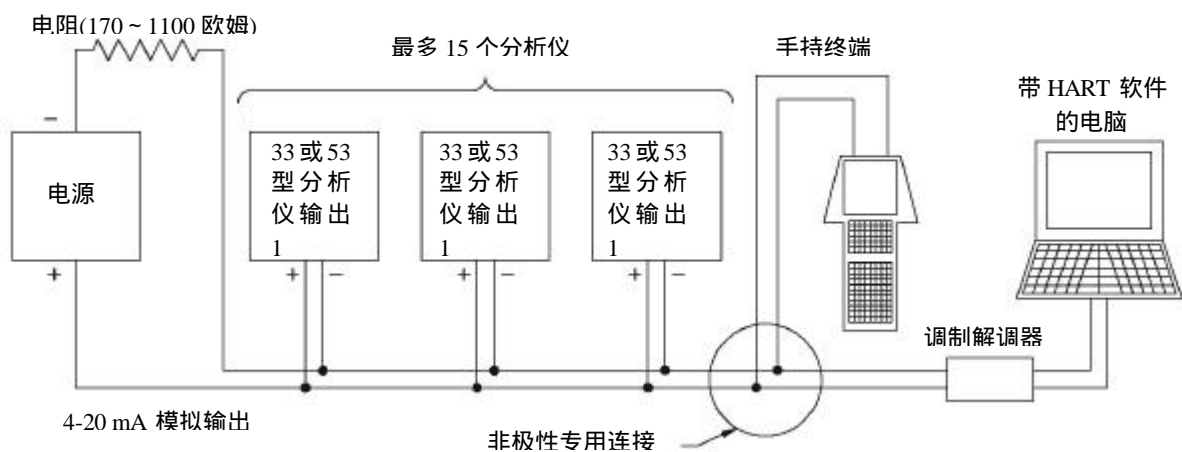 电阻(170 ~ 1100 欧姆)
最多 15 个分析仪
手持终端
带 HART 软件
的电脑
−
电源
+
33 或 53
型分析
仪输出
1
+ −
33 或 53
型分析
仪输出
1
+ −
33 或 53
型分析
仪输出
1
+ −
调制解调器
4-20 mA 模拟输出
非极性专用连接